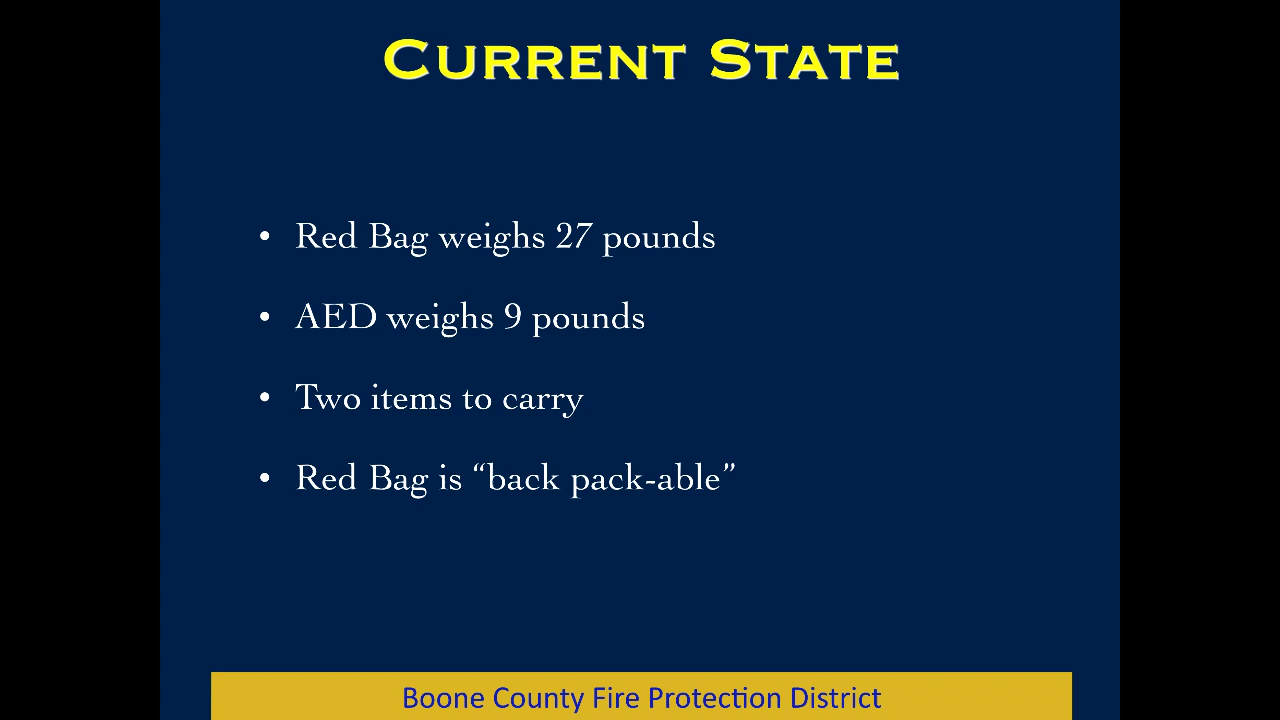 CURRENT STATE
• Red Bag weighs 27 pounds
• AED weighs 9 pounds
• Two items to carry
• Red Bag is “back pack-able”
Boone County Fire Protection District